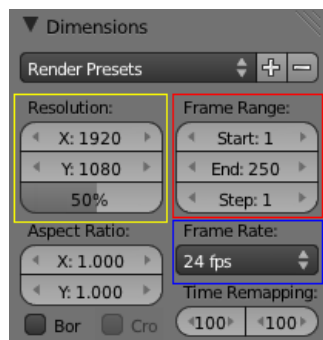 Dimensions
Render Presets
Resolution:
X: 1920
Y: 1080
50%
Frame Range:
Start: 1
End: 250
Step: 1
Aspect Ratio:
X: 1.000
Y: 1.000
Bor
Cro
Frame Rate:
24 fps
Time Remapping:
100
100